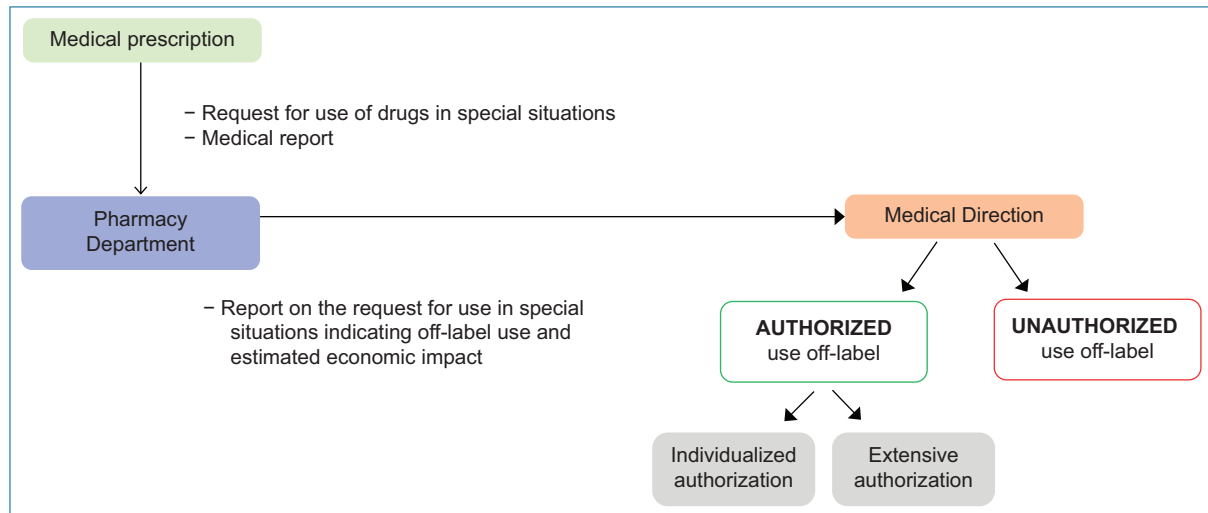 Medical prescription
− Request for use of drugs in special situations
− Medical report
Pharmacy
Department
Medical Direction
− Report on the request for use in special
situations indicating off-label use and
estimated economic impact
AUTHORIZED
use off-label
UNAUTHORIZED
use off-label
Individualized
authorization
Extensive
authorization